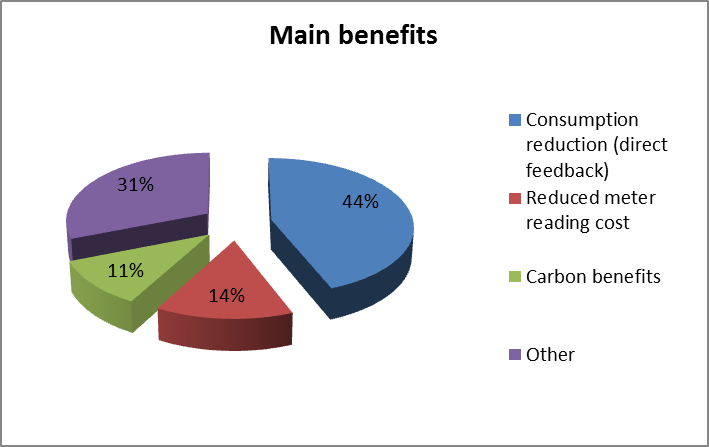 Main benefits
31%
44%
11%
14%
Consumption
reduction (direct
feedback)
Reduced meter
reading cost
Carbon benefits
Other